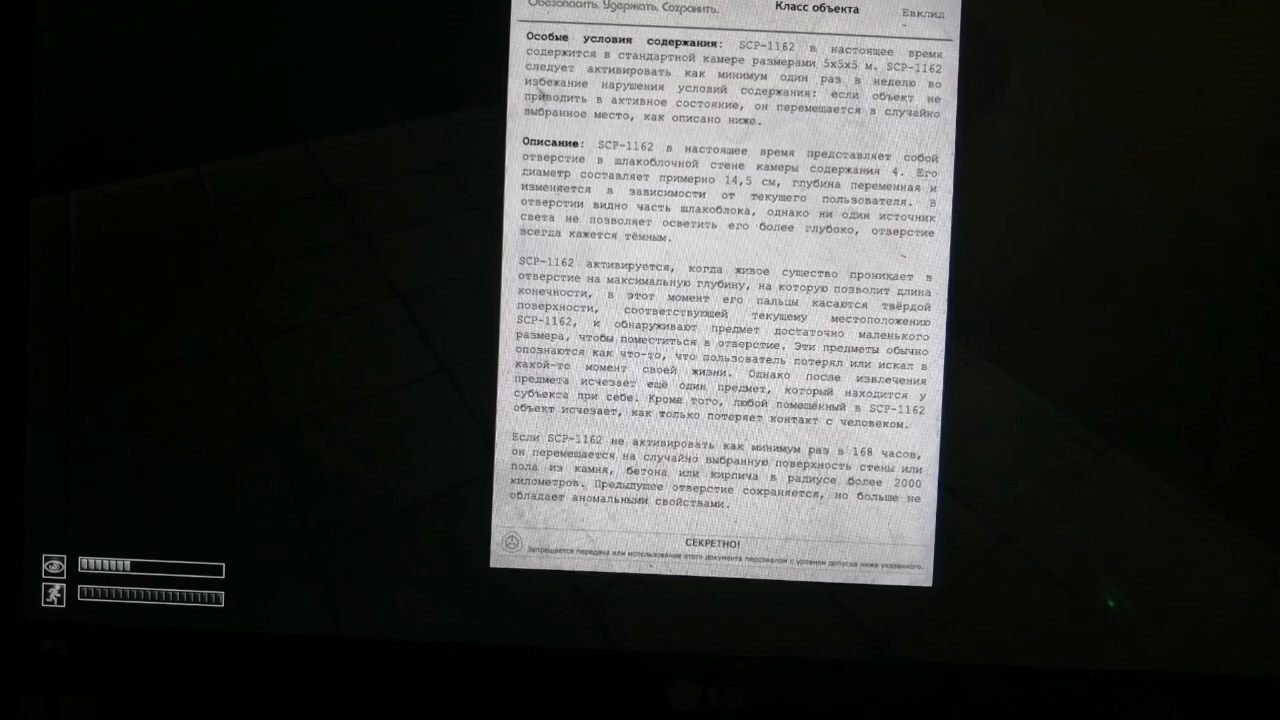 Обезопасить. Удержать. Сохранить.
Класс объекта
Евклид
Особые условия содержания: SCP-1162 в настоящее время
содержится в стандартной камере размерами 5x5x5 м. SCP-1162
следует активировать как минимум один раз в неделю во
избежание нарушения условий содержания: если объект не
приводить в активное состояние, он перемещается в случайно
выбранное место, как описано ниже.
Описание: SCP-1162 в настоящее время представляет собой
отверстие в шлакоблочной стене камеры содержания 4. Его
диаметр составляет примерно 14,5 см, глубина переменная и
изменяется в зависимости от текущего пользователя. В
отверстии видно часть шлакоблока, однако ни один источник
света не позволяет осветить его более глубоко, отверстие
всегда кажется тёмным.
SCP-1162 активируется, когда живое существо проникает в
отверстие на максимальную глубину, на которую позволит длина
конечности, в этот момент его пальцы касаются твёрдой
поверхности, соответствующей текущему местоположению
SCP-1162, и обнаруживают предмет достаточно маленького
размера, чтобы поместиться в отверстие. Эти предметы обычно
опознаются как что-то, что пользователь потерял или искал в
какой-то момент своей жизни. Однако после извлечения
предмета исчезает ещё один предмет, который находится у
субъекта при себе. Кроме того, любой помещённый в SCP-1162
объект исчезает, как только потеряет контакт с человеком.
Если SCP-1162 не активировать как минимум раз в 168 часов,
он перемещается на случайно выбранную поверхность стены или
пола из камня, бетона или кирпича в радиусе более 2000
километров. Предыдущее отверстие сохраняется, но больше не
обладает аномальными свойствами.
СЕКРЕТНО!
Запрещается передача или использование этого документа персоналом с уровнем допуска ниже указанного.